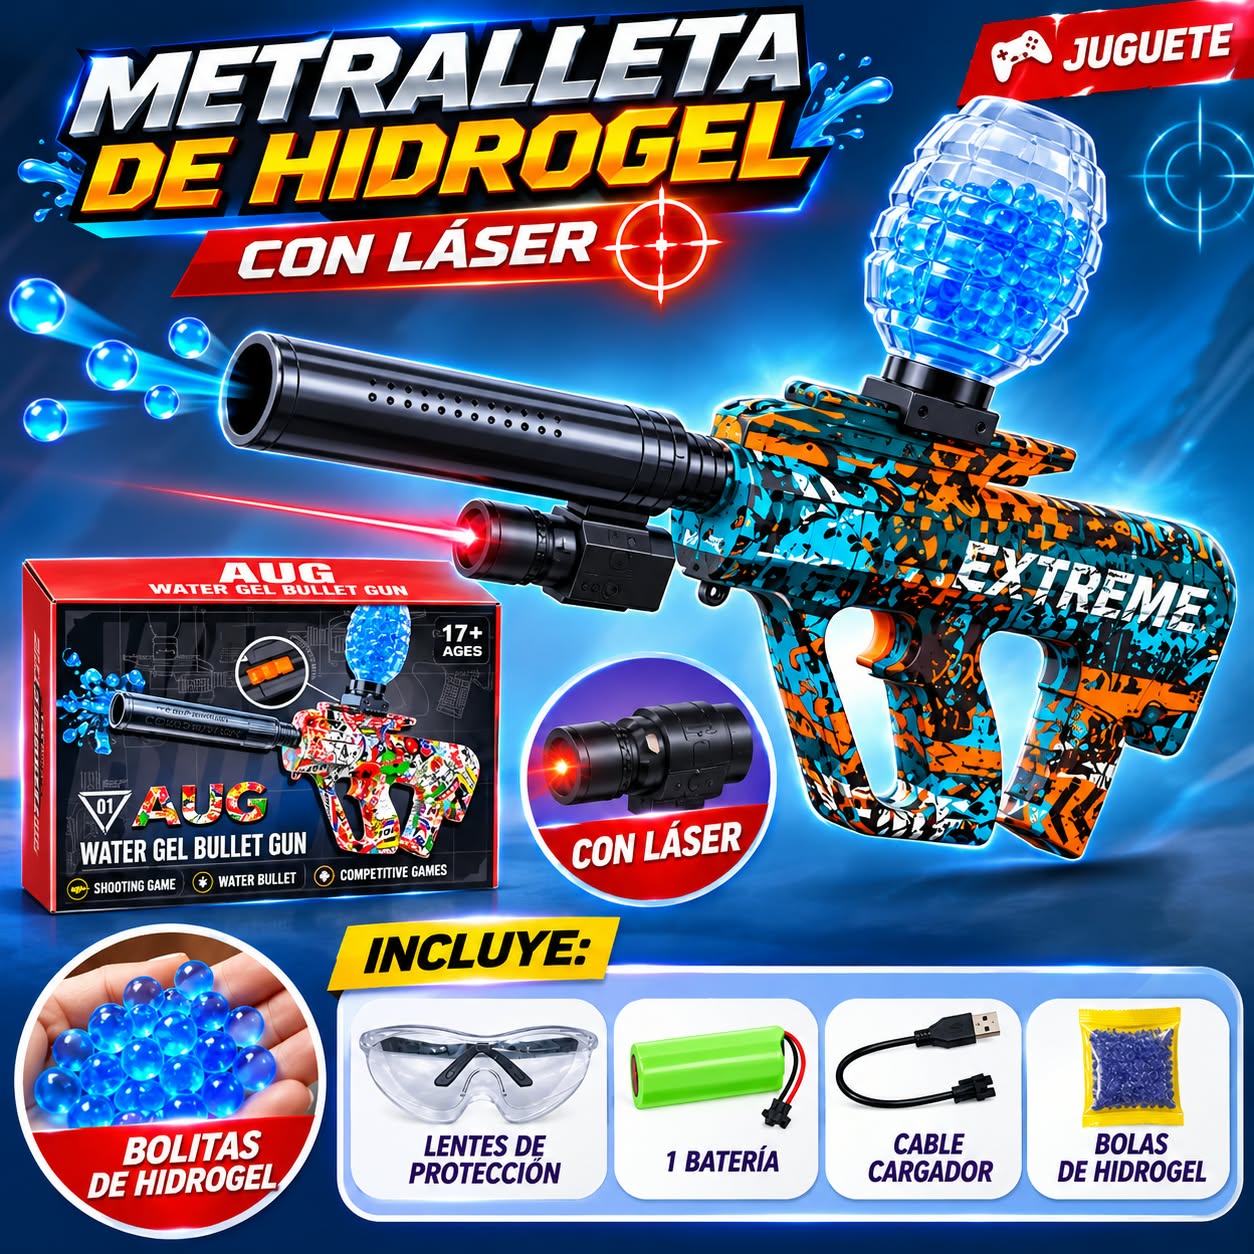 METRALLETA
DE HIDROGEL
CON LÁSER
JUGUETE
EXTREME
AUG
WATER GEL BULLET GUN
17+
AGES
01
AUG
WATER GEL BULLET GUN
SHOOTING GAME
WATER BULLET
COMPETITIVE GAMES
CON LÁSER
BOLITAS
DE HIDROGEL
INCLUYE:
LENTES DE
PROTECCIÓN
1 BATERÍA
CABLE
CARGADOR
BOLAS
DE HIDROGEL